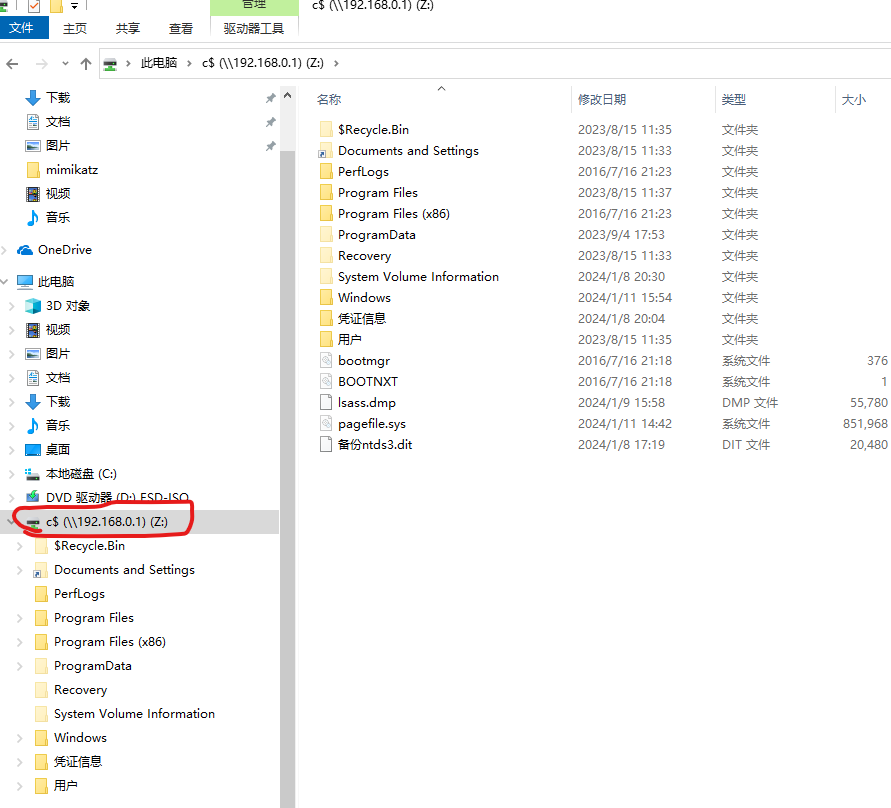 管理
c$ (\\192.168.0.1) (Z:)
文件 主页 共享 查看 驱动器工具
此电脑 c$ (\\192.168.0.1) (Z:)
下载
文档
图片
mimikatz
视频
音乐
OneDrive
此电脑
3D 对象
视频
图片
文档
下载
音乐
桌面
本地磁盘 (C:)
DVD 驱动器 (D:) ESD-ISO
c$ (\\192.168.0.1) (Z:)
$Recycle.Bin
Documents and Settings
PerfLogs
Program Files
Program Files (x86)
ProgramData
Recovery
System Volume Information
Windows
凭证信息
用户
名称 修改日期 类型 大小
$Recycle.Bin 2023/8/15 11:35 文件夹
Documents and Settings 2023/8/15 11:33 文件夹
PerfLogs 2016/7/16 21:23 文件夹
Program Files 2023/8/15 11:37 文件夹
Program Files (x86) 2016/7/16 21:23 文件夹
ProgramData 2023/9/4 17:53 文件夹
Recovery 2023/8/15 11:33 文件夹
System Volume Information 2024/1/8 20:30 文件夹
Windows 2024/1/11 15:54 文件夹
凭证信息 2024/1/8 20:04 文件夹
用户 2023/8/15 11:35 文件夹
bootmgr 2016/7/16 21:18 系统文件 376
BOOTNXT 2016/7/16 21:18 系统文件 1
lsass.dmp 2024/1/9 15:58 DMP 文件 55,780
pagefile.sys 2024/1/11 14:42 系统文件 851,968
备份ntds3.dit 2024/1/8 17:19 DIT 文件 20,480